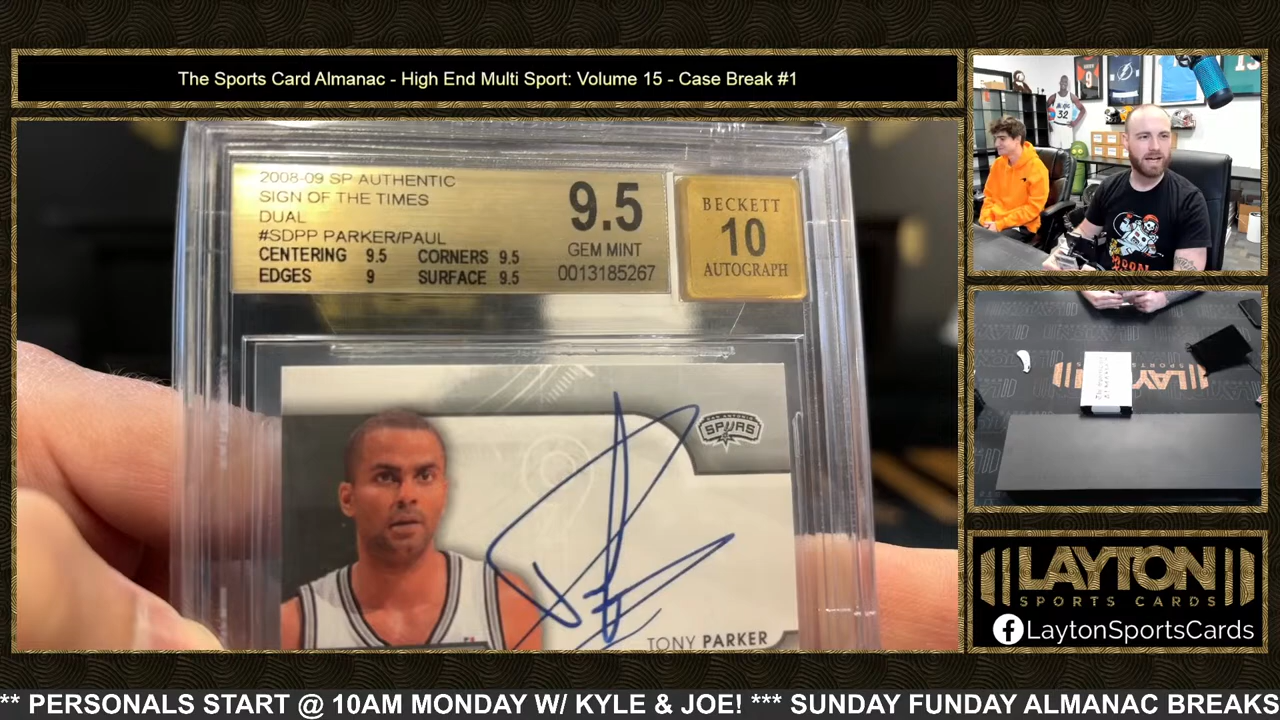 The Sports Card Almanac - High End Multi Sport: Volume 15 - Case Break #1
2008-09 SP AUTHENTIC
SIGN OF THE TIMES
DUAL
#SDPP PARKER/PAUL
CENTERING 9.5 CORNERS 9.5
EDGES 9 SURFACE 9.5
9.5
GEM MINT
0013185267
BECKETT
10
AUTOGRAPH
SPURS
TONY PARKER
32
LAYTON
SPORTS CARDS
LaytonSportsCards
** PERSONALS START @ 10AM MONDAY W/ KYLE & JOE! *** SUNDAY FUNDAY ALMANAC BREAKS